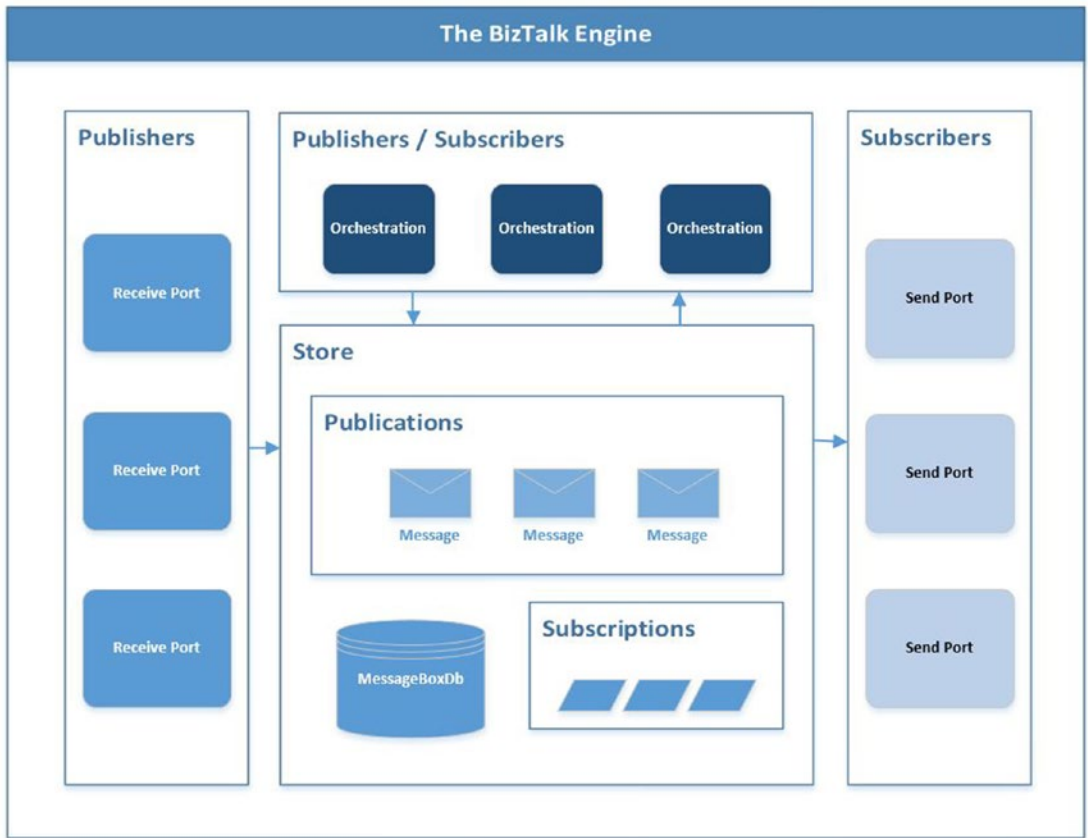 The BizTalk Engine
Publishers
Receive Port
Receive Port
Receive Port
Publishers / Subscribers
Orchestration
Orchestration
Orchestration
Store
Publications
Message
Message
Message
MessageBoxDb
Subscriptions
Subscribers
Send Port
Send Port
Send Port